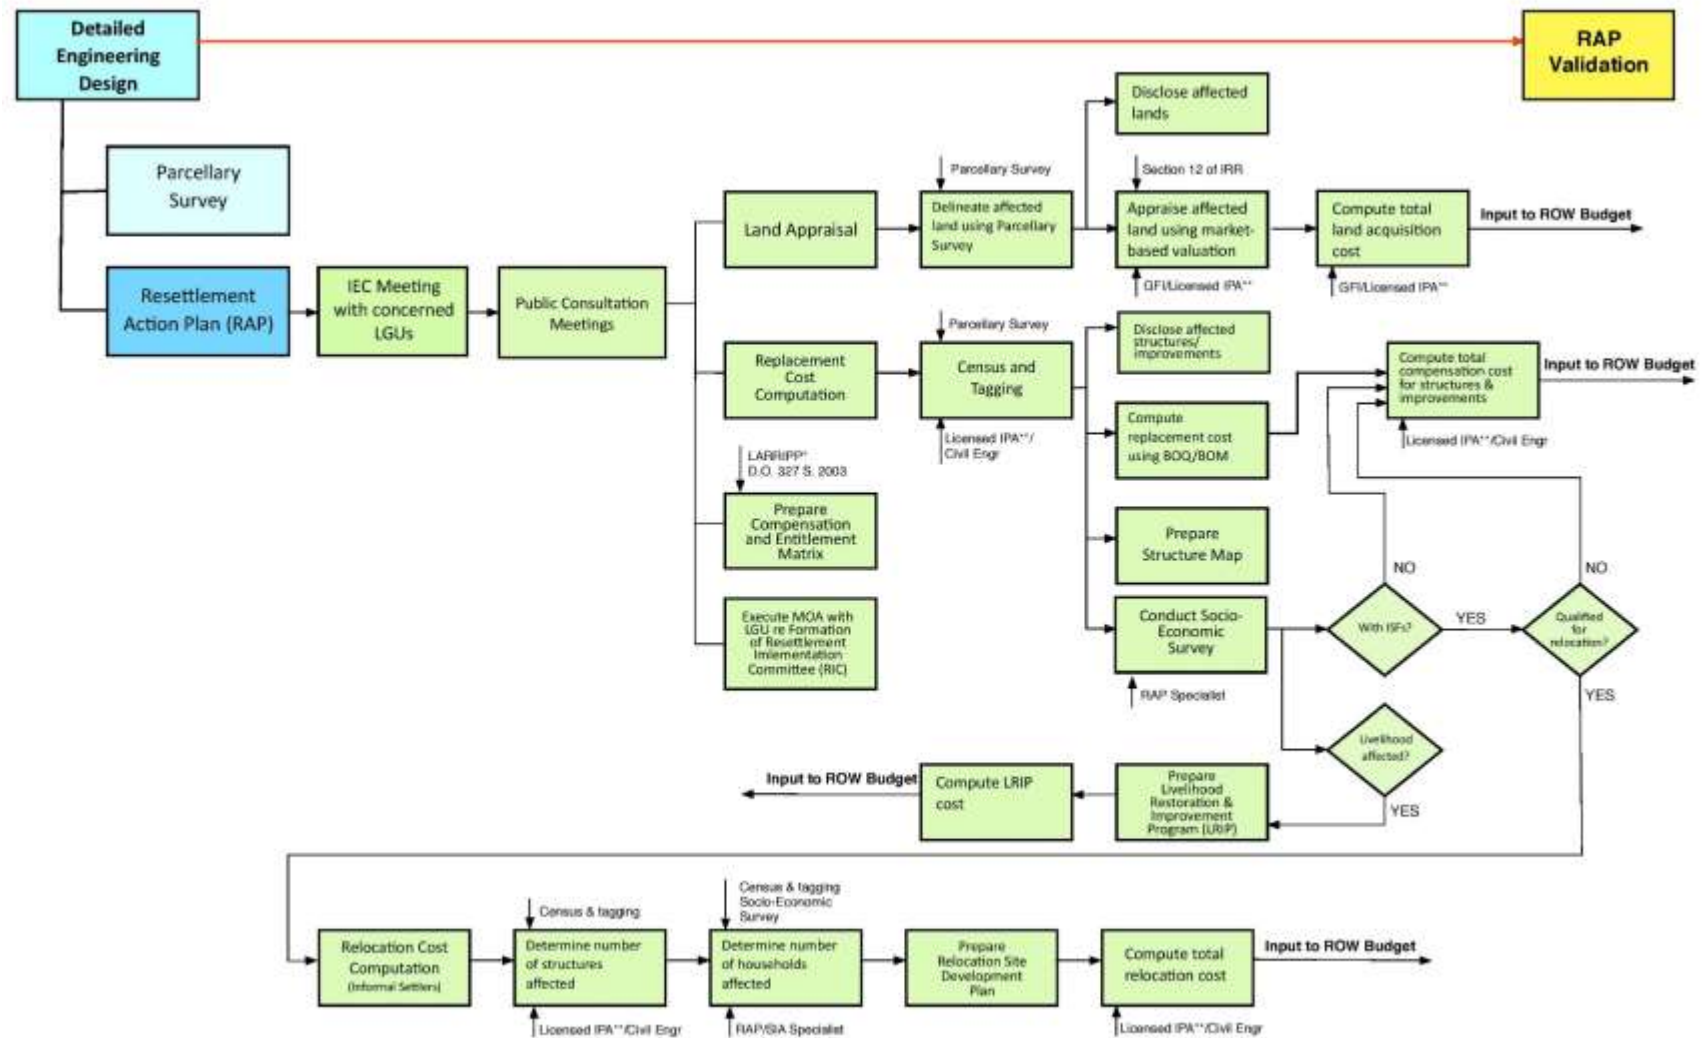 Detailed
Engineering
Design
RAP
Validation
Parcellary
Survey
Resettlement
Action Plan (RAP)
IEC Meeting
with concerned
LGUs
Public Consultation
Meetings
Land Appraisal
Parcellary Survey
Delineate affected
land using Parcellary
Survey
Disclose affected
lands
Section 12 of IRR
Appraise affected
land using market-
based valuation
GFI/Licensed IPA**
Compute total
land acquisition
cost
GFI/Licensed IPA**
Input to ROW Budget
Replacement
Cost
Computation
Parcellary Survey
Census and
Tagging
Licensed IPA**/
Civil Engr
Disclose affected
structures/
improvements
Compute
replacement cost
using BOQ/BOM
Compute total
compensation cost
for structures &
improvements
Licensed IPA**/Civil Engr
Input to ROW Budget
LARRIPP*
D.O. 327 S. 2003
Prepare
Compensation
and Entitlement
Matrix
Prepare
Structure Map
Execute MOA with
LGU re Formation
of Resettlement
Imlementation
Committee (RIC)
Conduct Socio-
Economic
Survey
RAP Specialist
NO
With ISFs?
YES
NO
Qualified
for
relocation?
YES
Livelihood
affected?
YES
Prepare
Livelihood
Restoration &
Improvement
Program (LRIP)
Compute LRIP
cost
Input to ROW Budget
Relocation Cost
Computation
(Informal Settlers)
Census & tagging
Determine number
of structures
affected
Licensed IPA**/Civil Engr
Census & tagging
Socio-Economic
Survey
Determine number
of households
affected
RAP/SIA Specialist
Prepare
Relocation Site
Development
Plan
Compute total
relocation cost
Licensed IPA**/Civil Engr
Input to ROW Budget